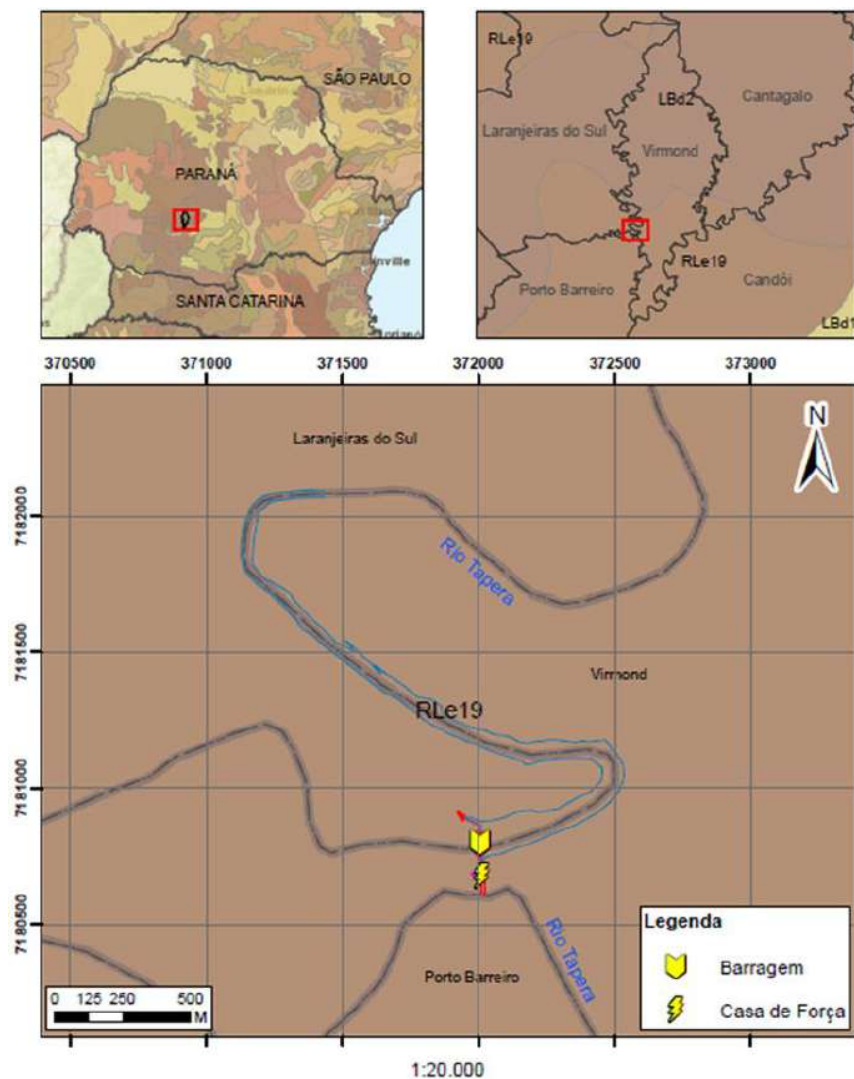 SÃO PAULO
PARANÁ
SANTA CATARINA
RLe19
LBd2
Cantagalo
Laranjeiras do Sul
Virmond
RLe19
Porto Barreiro
Candói
LBd1
370500 371000 371500 372000 372500 373000
N
Laranjeiras do Sul
7182000
Rio Tapera
7181500
Virmond
RLe19
7181000
7180500
Rio Tapera
Porto Barreiro
Legenda
Barragem
Casa de Força
0 125 250 500
M
1:20.000